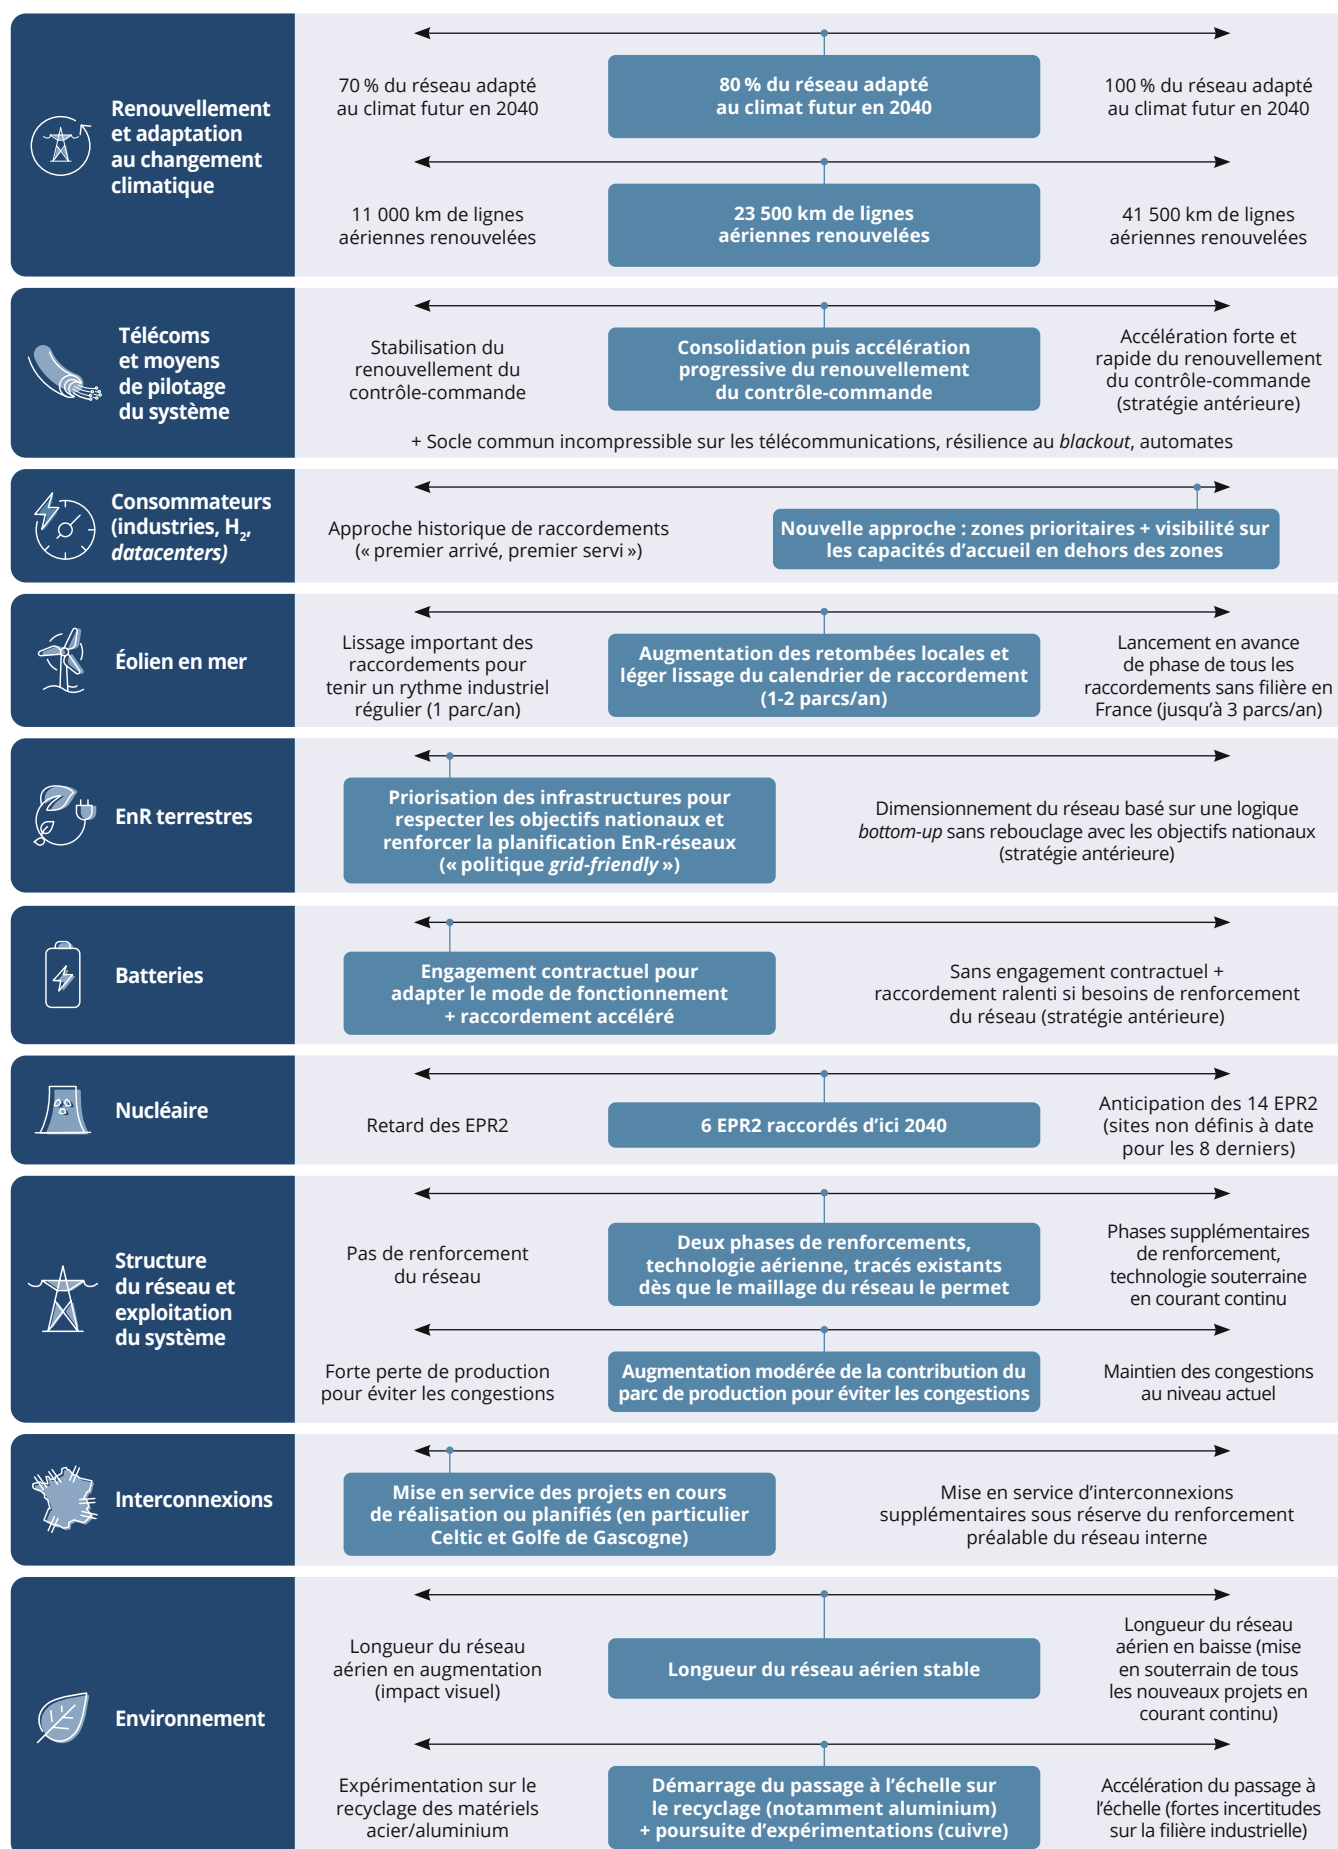 Renouvellement
et adaptation
au changement
climatique
70 % du réseau adapté
au climat futur en 2040
80 % du réseau adapté
au climat futur en 2040
100 % du réseau adapté
au climat futur en 2040
11 000 km de lignes
aériennes renouvelées
23 500 km de lignes
aériennes renouvelées
41 500 km de lignes
aériennes renouvelées
Télécoms
et moyens
de pilotage
du système
Stabilisation du
renouvellement du
contrôle-commande
Consolidation puis accélération
progressive du renouvellement
du contrôle-commande
Accélération forte et
rapide du renouvellement
du contrôle-commande
(stratégie antérieure)
+ Socle commun incompressible sur les télécommunications, résilience au blackout, automates
Consommateurs
(industries, H₂,
datacenters)
Approche historique de raccordements
(« premier arrivé, premier servi »)
Nouvelle approche : zones prioritaires + visibilité sur
les capacités d’accueil en dehors des zones
Éolien en mer
Lissage important des
raccordements pour
tenir un rythme industriel
régulier (1 parc/an)
Augmentation des retombées locales et
léger lissage du calendrier de raccordement
(1-2 parcs/an)
Lancement en avance
de phase de tous les
raccordements sans filière en
France (jusqu’à 3 parcs/an)
EnR terrestres
Priorisation des infrastructures pour
respecter les objectifs nationaux et
renforcer la planification EnR-réseaux
(« politique grid-friendly »)
Dimensionnement du réseau basé sur une logique
bottom-up sans rebouclage avec les objectifs nationaux
(stratégie antérieure)
Batteries
Engagement contractuel pour
adapter le mode de fonctionnement
+ raccordement accéléré
Sans engagement contractuel +
raccordement ralenti si besoins de renforcement
du réseau (stratégie antérieure)
Nucléaire
Retard des EPR2
6 EPR2 raccordés d’ici 2040
Anticipation des 14 EPR2
(sites non définis à date
pour les 8 derniers)
Structure
du réseau et
exploitation
du système
Pas de renforcement
du réseau
Deux phases de renforcements,
technologie aérienne, tracés existants
dès que le maillage du réseau le permet
Phases supplémentaires
de renforcement,
technologie souterraine
en courant continu
Forte perte de production
pour éviter les congestions
Augmentation modérée de la contribution du
parc de production pour éviter les congestions
Maintien des congestions
au niveau actuel
Interconnexions
Mise en service des projets en cours
de réalisation ou planifiés (en particulier
Celtic et Golfe de Gascogne)
Mise en service d’interconnexions
supplémentaires sous réserve du renforcement
préalable du réseau interne
Environnement
Longueur du réseau
aérien en augmentation
(impact visuel)
Longueur du réseau aérien stable
Longueur du réseau
aérien en baisse (mise
en souterrain de tous
les nouveaux projets en
courant continu)
Expérimentation sur le
recyclage des matériels
acier/aluminium
Démarrage du passage à l’échelle sur
le recyclage (notamment aluminium)
+ poursuite d’expérimentations (cuivre)
Accélération du passage à
l’échelle (fortes incertitudes
sur la filière industrielle)